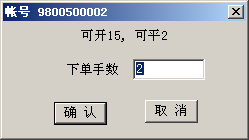 帐号 9800500002
可开15, 可平2
下单手数 2
确 认 取 消